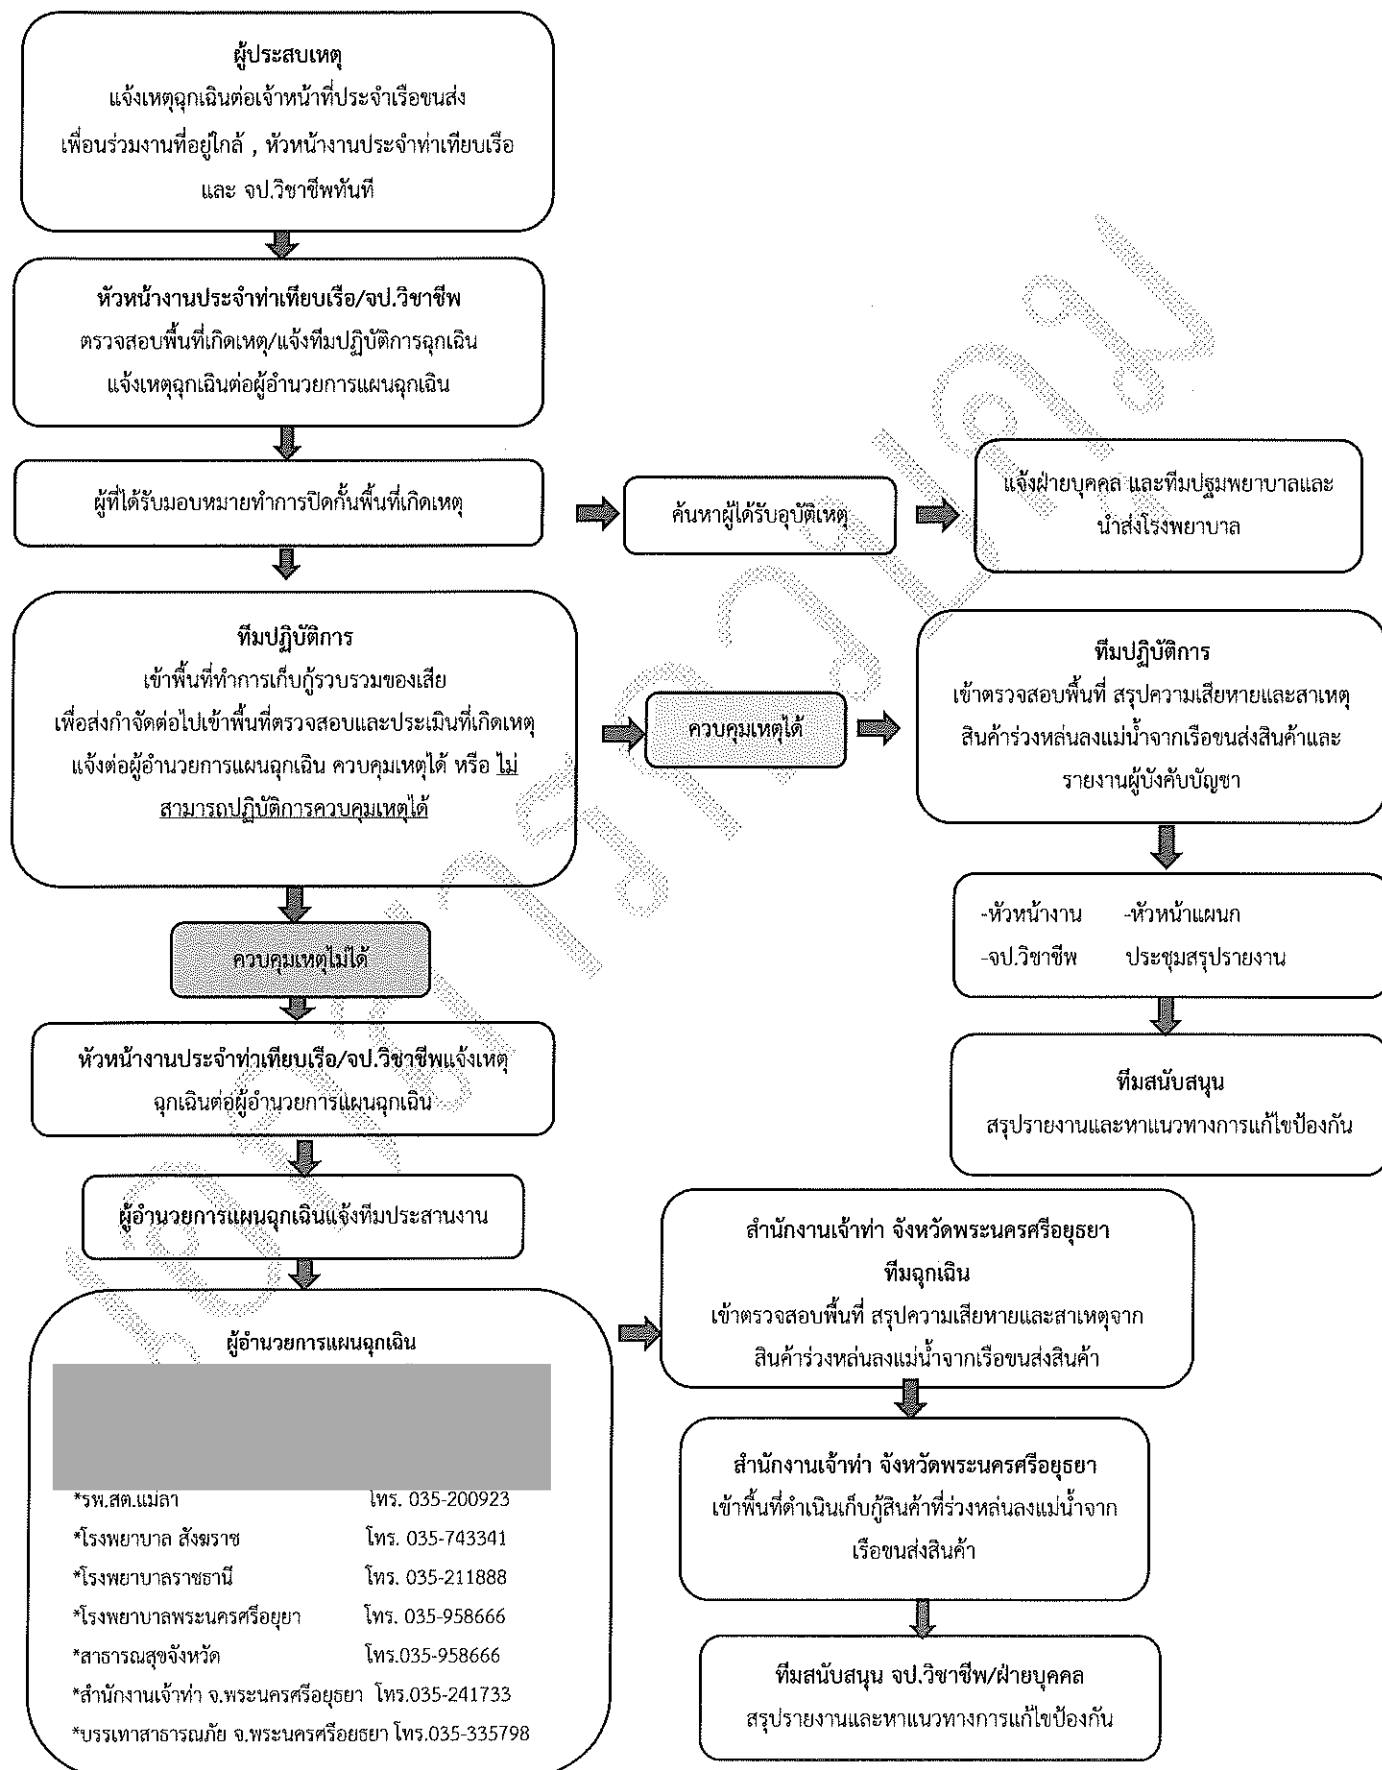 ผู้ประสบเหตุ
แจ้งเหตุฉุกเฉินต่อเจ้าหน้าที่ประจำเรือขนส่ง
เพื่อนร่วมงานที่อยู่ใกล้ , หัวหน้างานประจำท่าเทียบเรือ
และ จป.วิชาชีพทันที
หัวหน้างานประจำท่าเทียบเรือ/จป.วิชาชีพ
ตรวจสอบพื้นที่เกิดเหตุ/แจ้งทีมปฏิบัติการฉุกเฉิน
แจ้งเหตุฉุกเฉินต่อผู้อำนวยการแผนฉุกเฉิน
ผู้ที่ได้รับมอบหมายทำการปิดกั้นพื้นที่เกิดเหตุ
ค้นหาผู้ได้รับอุบัติเหตุ
แจ้งฝ่ายบุคคล และทีมปฐมพยาบาลและ
นำส่งโรงพยาบาล
ทีมปฏิบัติการ
เข้าพื้นที่ทำการเก็บกู้รวบรวมของเสีย
เพื่อส่งกำจัดต่อไปเข้าพื้นที่ตรวจสอบและประเมินที่เกิดเหตุ
แจ้งต่อผู้อำนวยการแผนฉุกเฉิน ควบคุมเหตุได้ หรือ ไม่
สามารถปฏิบัติการควบคุมเหตุได้
ควบคุมเหตุได้
ทีมปฏิบัติการ
เข้าตรวจสอบพื้นที่ สรุปความเสียหายและสาเหตุ
สินค้าร่วงหล่นลงแม่น้ำจากเรือขนส่งสินค้าและ
รายงานผู้บังคับบัญชา
-หัวหน้างาน -หัวหน้าแผนก
-จป.วิชาชีพ ประชุมสรุปรายงาน
ทีมสนับสนุน
สรุปรายงานและหาแนวทางการแก้ไขป้องกัน
ควบคุมเหตุไม่ได้
หัวหน้างานประจำท่าเทียบเรือ/จป.วิชาชีพแจ้งเหตุ
ฉุกเฉินต่อผู้อำนวยการแผนฉุกเฉิน
ผู้อำนวยการแผนฉุกเฉินแจ้งทีมประสานงาน
ผู้อำนวยการแผนฉุกเฉิน
*รพ.สต.แม่ลา โทร. 035-200923
*โรงพยาบาล สังฆราช โทร. 035-743341
*โรงพยาบาลราชธานี โทร. 035-211888
*โรงพยาบาลพระนครศรีอยุยา โทร. 035-958666
*สาธารณสุขจังหวัด โทร.035-958666
*สำนักงานเจ้าท่า จ.พระนครศรีอยุธยา โทร.035-241733
*บรรเทาสาธารณภัย จ.พระนครศรีอยธยา โทร.035-335798
สำนักงานเจ้าท่า จังหวัดพระนครศรีอยุธยา
ทีมฉุกเฉิน
เข้าตรวจสอบพื้นที่ สรุปความเสียหายและสาเหตุจาก
สินค้าร่วงหล่นลงแม่น้ำจากเรือขนส่งสินค้า
สำนักงานเจ้าท่า จังหวัดพระนครศรีอยุธยา
เข้าพื้นที่ดำเนินเก็บกู้สินค้าที่ร่วงหล่นลงแม่น้ำจาก
เรือขนส่งสินค้า
ทีมสนับสนุน จป.วิชาชีพ/ฝ่ายบุคคล
สรุปรายงานและหาแนวทางการแก้ไขป้องกัน